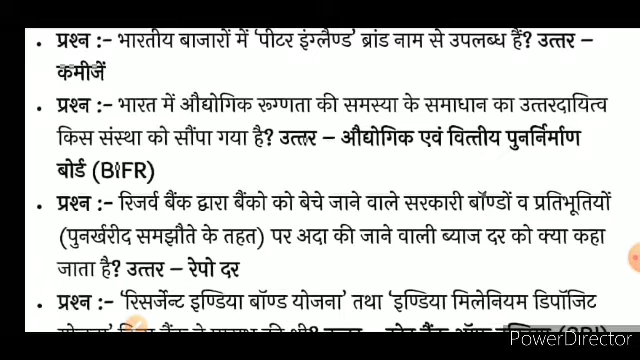 • प्रश्न :- भारतीय बाजारों में ‘पीटर इंग्लैण्ड’ ब्रांड नाम से उपलब्ध हैं? उत्तर –
कमीजें
• प्रश्न :- भारत में औद्योगिक रुग्णता की समस्या के समाधान का उत्तरदायित्व
किस संस्था को सौंपा गया है? उत्तर – औद्योगिक एवं वित्तीय पुनर्निर्माण
बोर्ड (BIFR)
• प्रश्न :- रिजर्व बैंक द्वारा बैंको को बेचे जाने वाले सरकारी बॉण्डों व प्रतिभूतियों
(पुनर्खरीद समझौते के तहत) पर अदा की जाने वाली ब्याज दर को क्या कहा
जाता है? उत्तर – रेपो दर
• प्रश्न :- ‘रिसर्जेन्ट इण्डिया बॉण्ड योजना’ तथा ‘इण्डिया मिलेनियम डिपॉजिट
PowerDirector